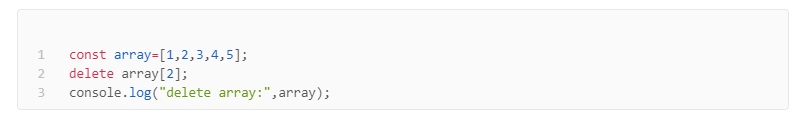 1 const array=[1,2,3,4,5];
2 delete array[2];
3 console.log("delete array:",array);